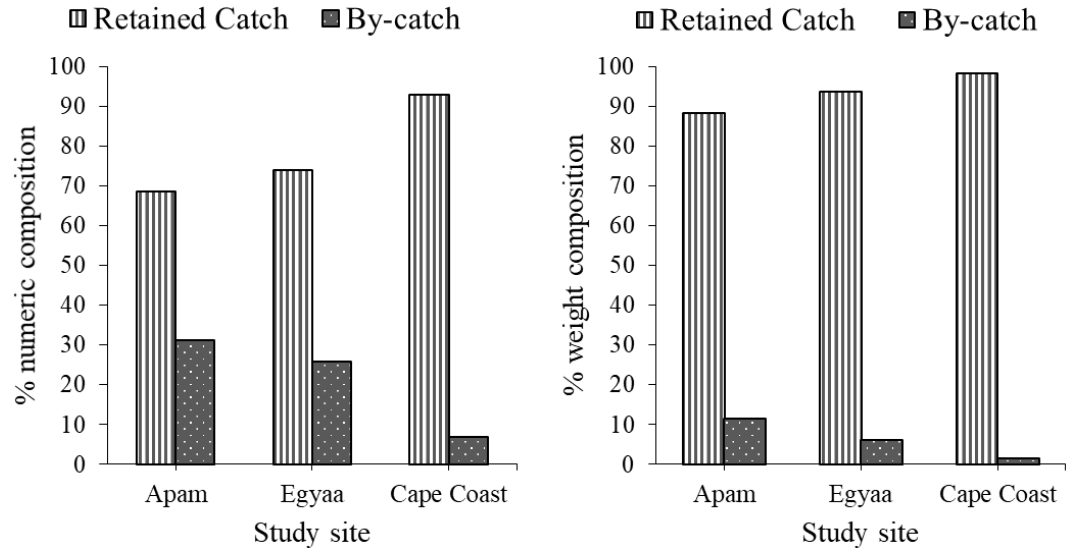 Retained Catch By-catch
% numeric composition
100
90
80
70
60
50
40
30
20
10
0
Apam Egyaa Cape Coast
Study site
Retained Catch By-catch
% weight composition
100
90
80
70
60
50
40
30
20
10
0
Apam Egyaa Cape Coast
Study site